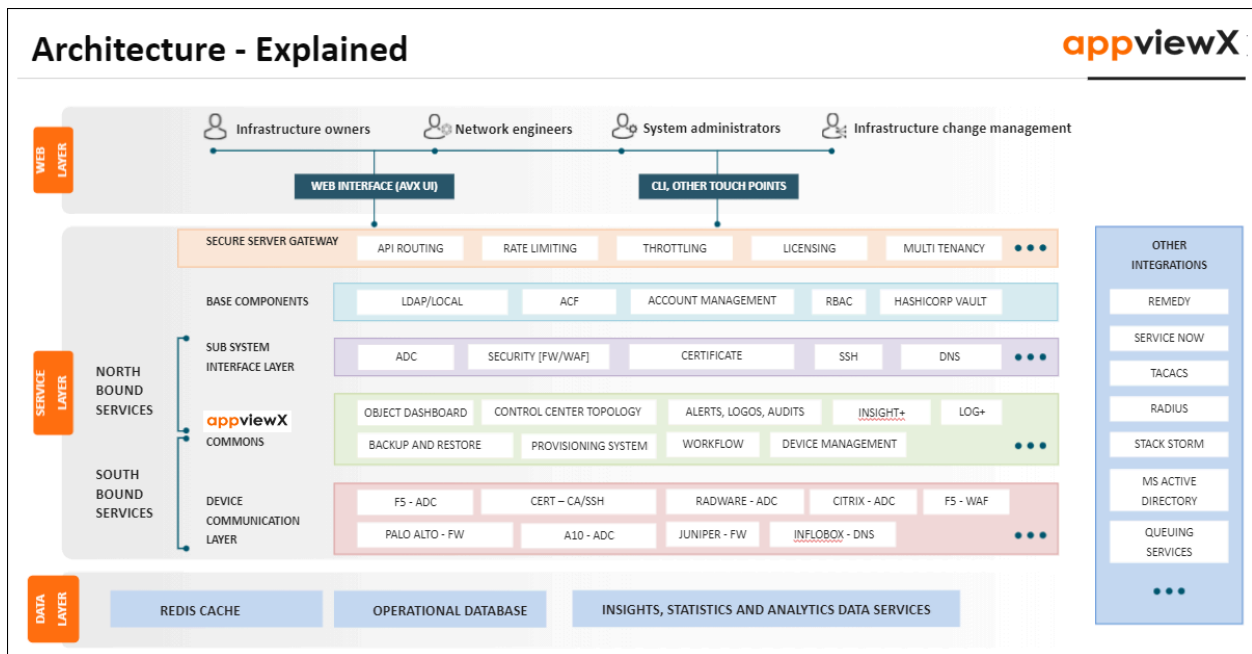 Architecture - Explained
appviewX
WEB
LAYER
Infrastructure owners
Network engineers
System administrators
Infrastructure change management
WEB INTERFACE (AVX UI)
CLI, OTHER TOUCH POINTS
SERVICE
LAYER
NORTH
BOUND
SERVICES
SOUTH
BOUND
SERVICES
SECURE SERVER GATEWAY
API ROUTING
RATE LIMITING
THROTTLING
LICENSING
MULTI TENANCY
BASE COMPONENTS
LDAP/LOCAL
ACF
ACCOUNT MANAGEMENT
RBAC
HASHICORP VAULT
SUB SYSTEM
INTERFACE LAYER
ADC
SECURITY [FW/WAF]
CERTIFICATE
SSH
DNS
appviewX
COMMONS
OBJECT DASHBOARD
CONTROL CENTER TOPOLOGY
ALERTS, LOGOS, AUDITS
INSIGHT+
LOG+
BACKUP AND RESTORE
PROVISIONING SYSTEM
WORKFLOW
DEVICE MANAGEMENT
DEVICE
COMMUNICATION
LAYER
F5 - ADC
CERT – CA/SSH
RADWARE - ADC
CITRIX - ADC
F5 - WAF
PALO ALTO - FW
A10 - ADC
JUNIPER - FW
INFLOBOX - DNS
OTHER
INTEGRATIONS
REMEDY
SERVICE NOW
TACACS
RADIUS
STACK STORM
MS ACTIVE
DIRECTORY
QUEUING
SERVICES
DATA
LAYER
REDIS CACHE
OPERATIONAL DATABASE
INSIGHTS, STATISTICS AND ANALYTICS DATA SERVICES